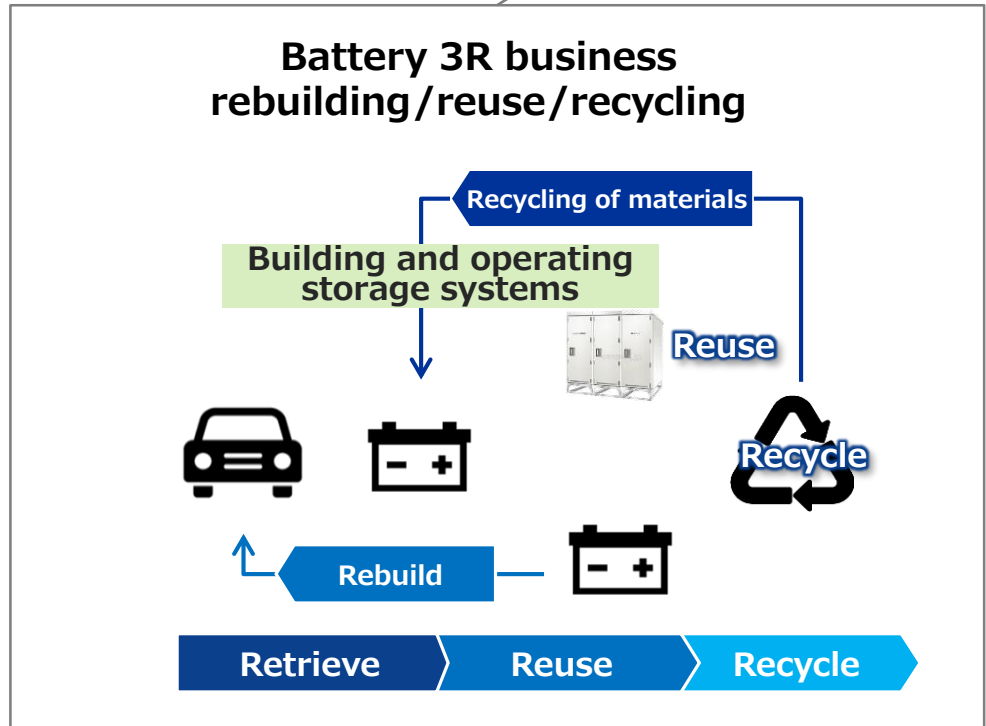 Battery 3R business
rebuilding/reuse/recycling
Recycling of materials
Building and operating
storage systems
Reuse
Recycle
Rebuild
Retrieve
Reuse
Recycle